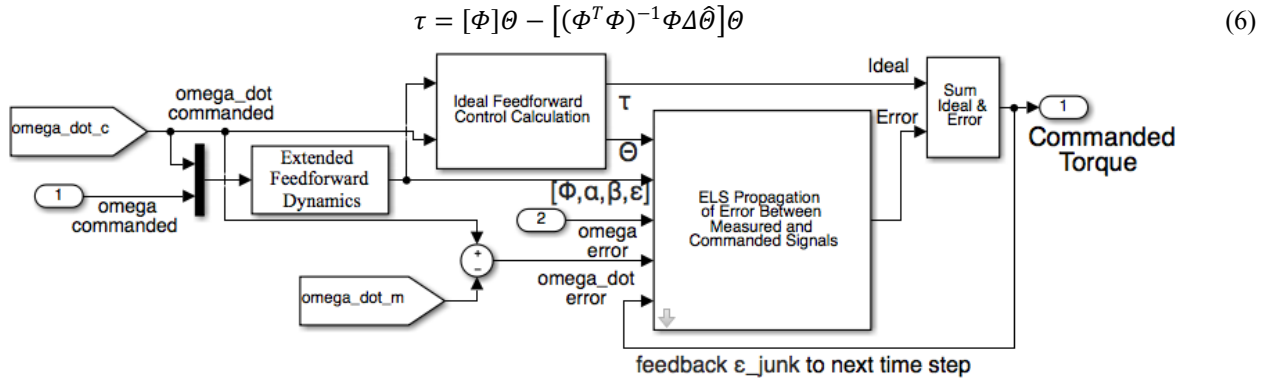 τ = [Φ]Θ − [(Φ^T Φ)^{-1}ΦΔΘ̂]Θ (6)
omega_dot
commanded
omega_dot_c
1
omega
commanded
Extended
Feedforward
Dynamics
Ideal Feedforward
Control Calculation
τ
Θ
[Φ,α,β,ε]
2
omega
error
omega_dot
error
+
−
omega_dot_m
ELS Propagation
of Error Between
Measured and
Commanded Signals
Ideal
Error
Sum
Ideal &
Error
1
Commanded
Torque
feedback ε_junk to next time step